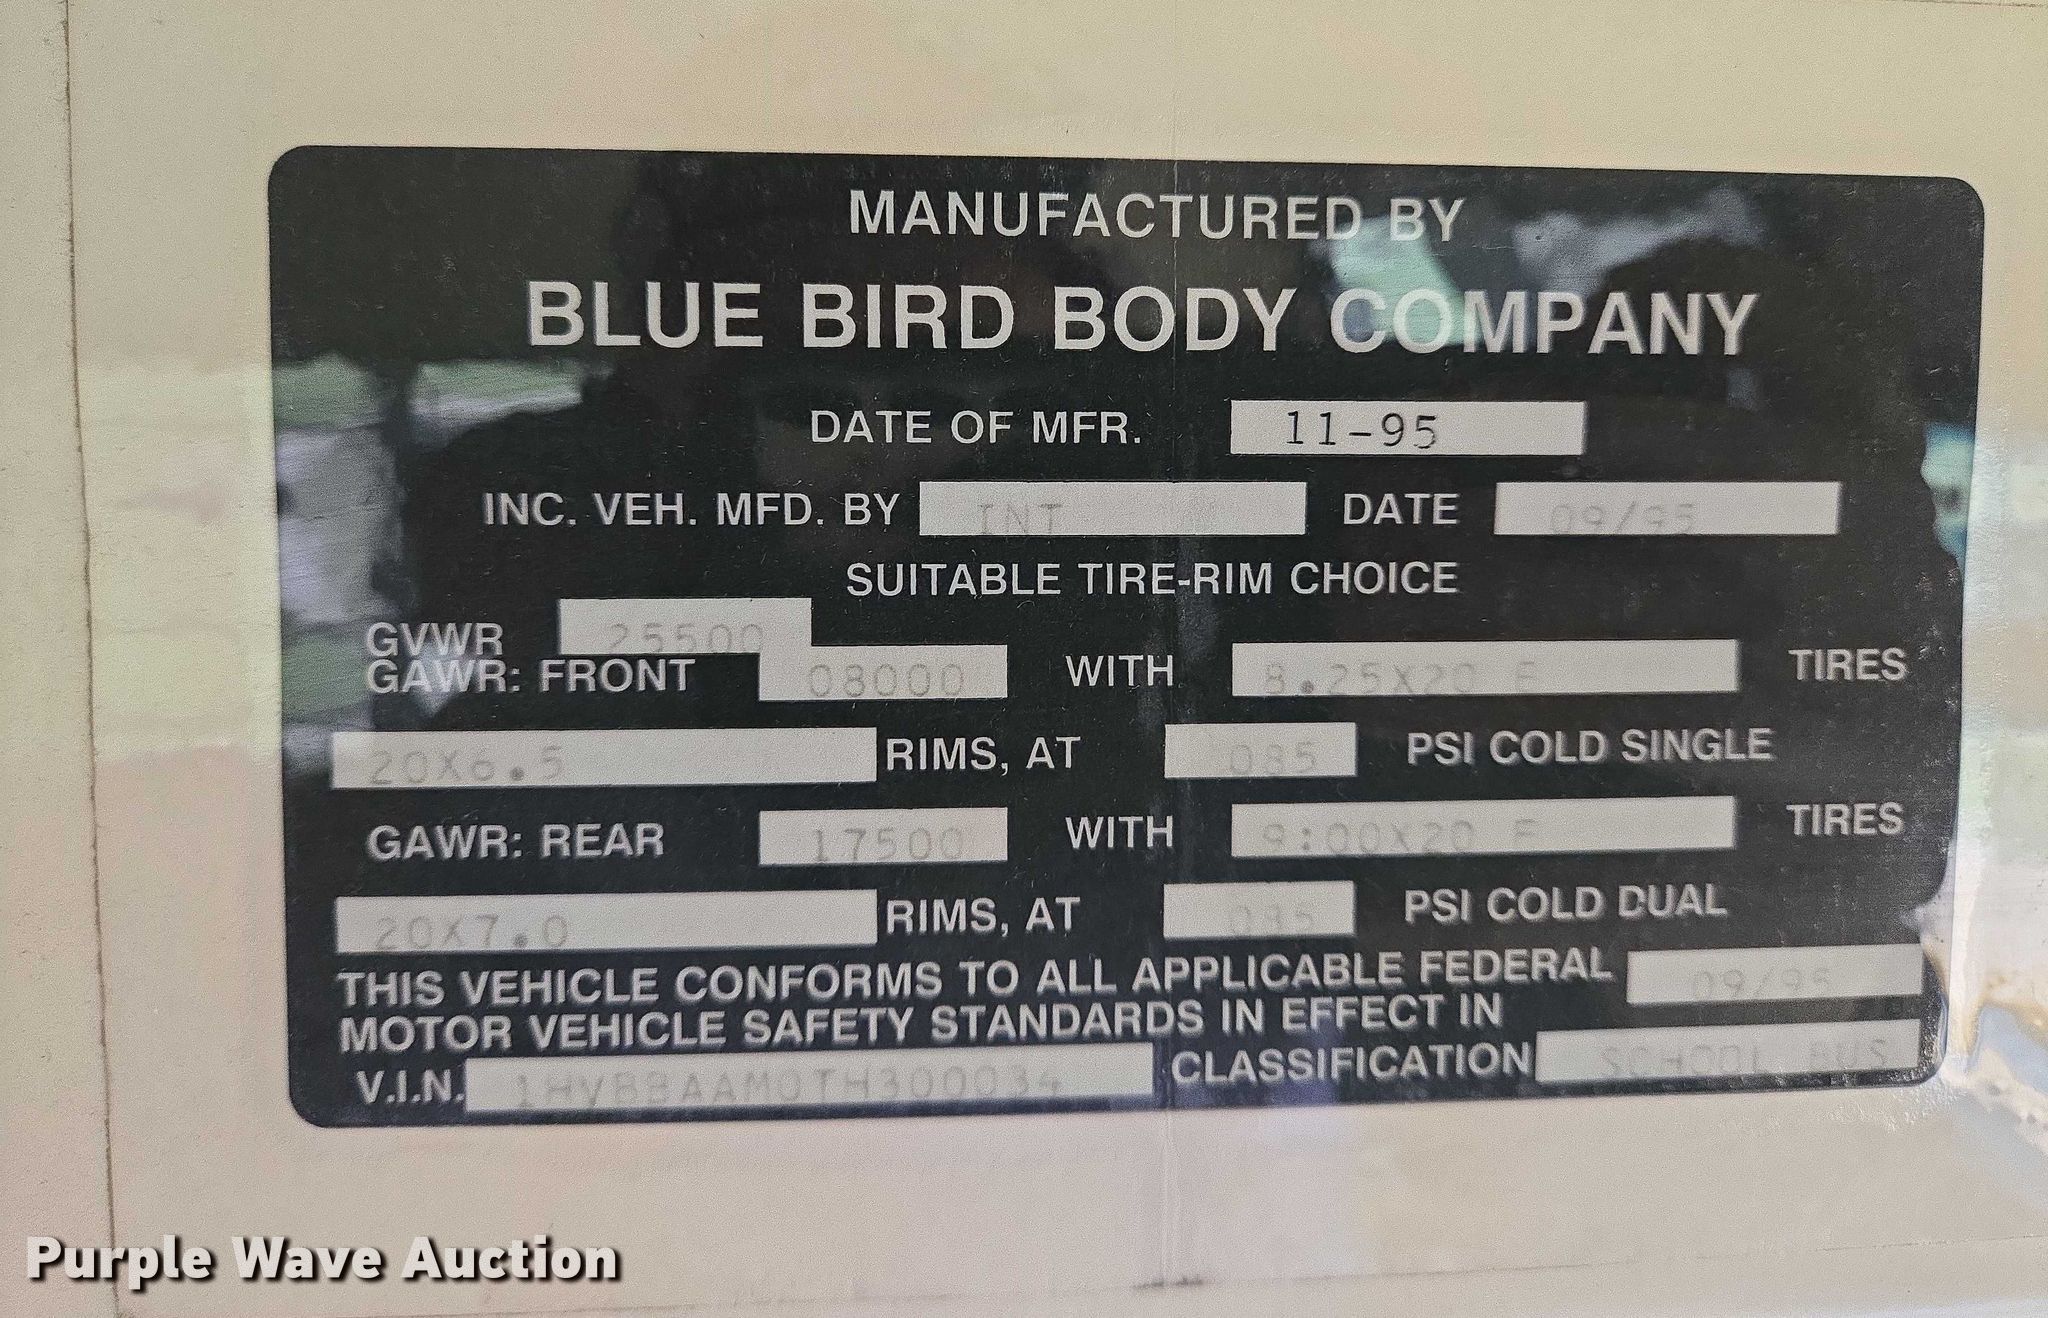 MANUFACTURED BY
BLUE BIRD BODY COMPANY
DATE OF MFR. 11-95
INC. VEH. MFD. BY INT DATE 09/95
SUITABLE TIRE-RIM CHOICE
GVWR 25500
GAWR: FRONT 08000 WITH 8.25X20 E TIRES
20X6.5 RIMS, AT 085 PSI COLD SINGLE
GAWR: REAR 17500 WITH 9:00X20 E TIRES
20X7.0 RIMS, AT 085 PSI COLD DUAL
THIS VEHICLE CONFORMS TO ALL APPLICABLE FEDERAL
MOTOR VEHICLE SAFETY STANDARDS IN EFFECT IN 09/95
V.I.N. 1HVBBAAM0TH300034 CLASSIFICATION SCHOOL BUS
Purple Wave Auction